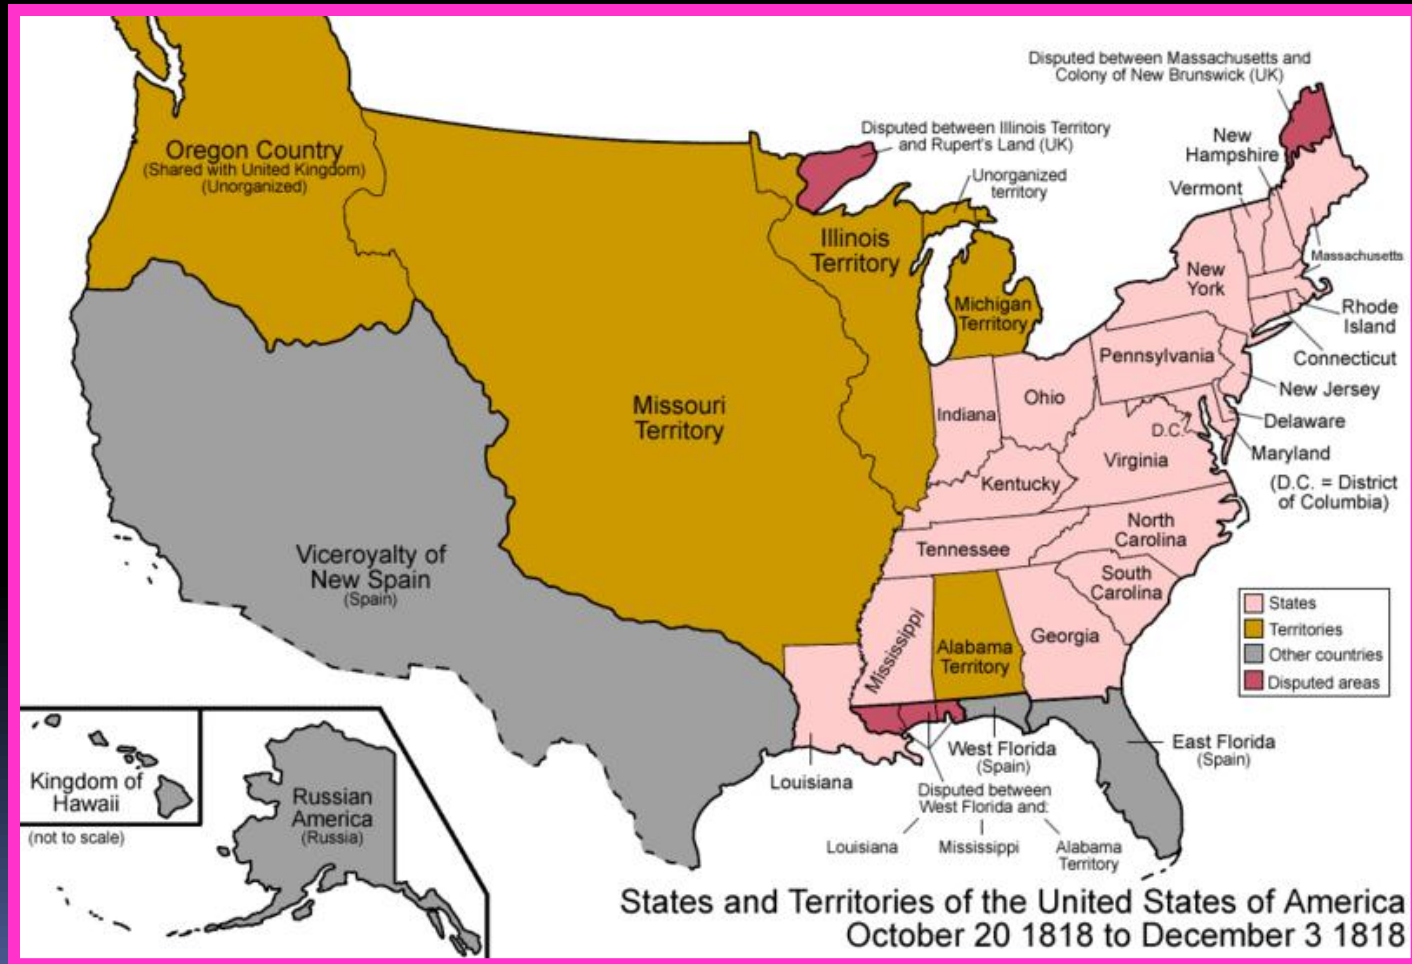 Disputed between Massachusetts and
Colony of New Brunswick (UK)
Disputed between Illinois Territory
and Rupert's Land (UK)
New
Hampshire
Oregon Country
(Shared with United Kingdom)
(Unorganized)
Unorganized
territory
Vermont
Illinois
Territory
Massachusetts
New
York
Michigan
Territory
Rhode
Island
Pennsylvania
Connecticut
New Jersey
Missouri
Territory
Indiana
Ohio
Delaware
D.C.
Maryland
Virginia
(D.C. = District
of Columbia)
Kentucky
North
Carolina
Tennessee
Viceroyalty of
New Spain
(Spain)
South
Carolina
States
Territories
Other countries
Disputed areas
Mississippi
Alabama
Territory
Georgia
West Florida
(Spain)
East Florida
(Spain)
Louisiana
Disputed between
West Florida and:
Louisiana
Mississippi
Alabama
Territory
Kingdom of
Hawaii
(not to scale)
Russian
America
(Russia)
States and Territories of the United States of America
October 20 1818 to December 3 1818